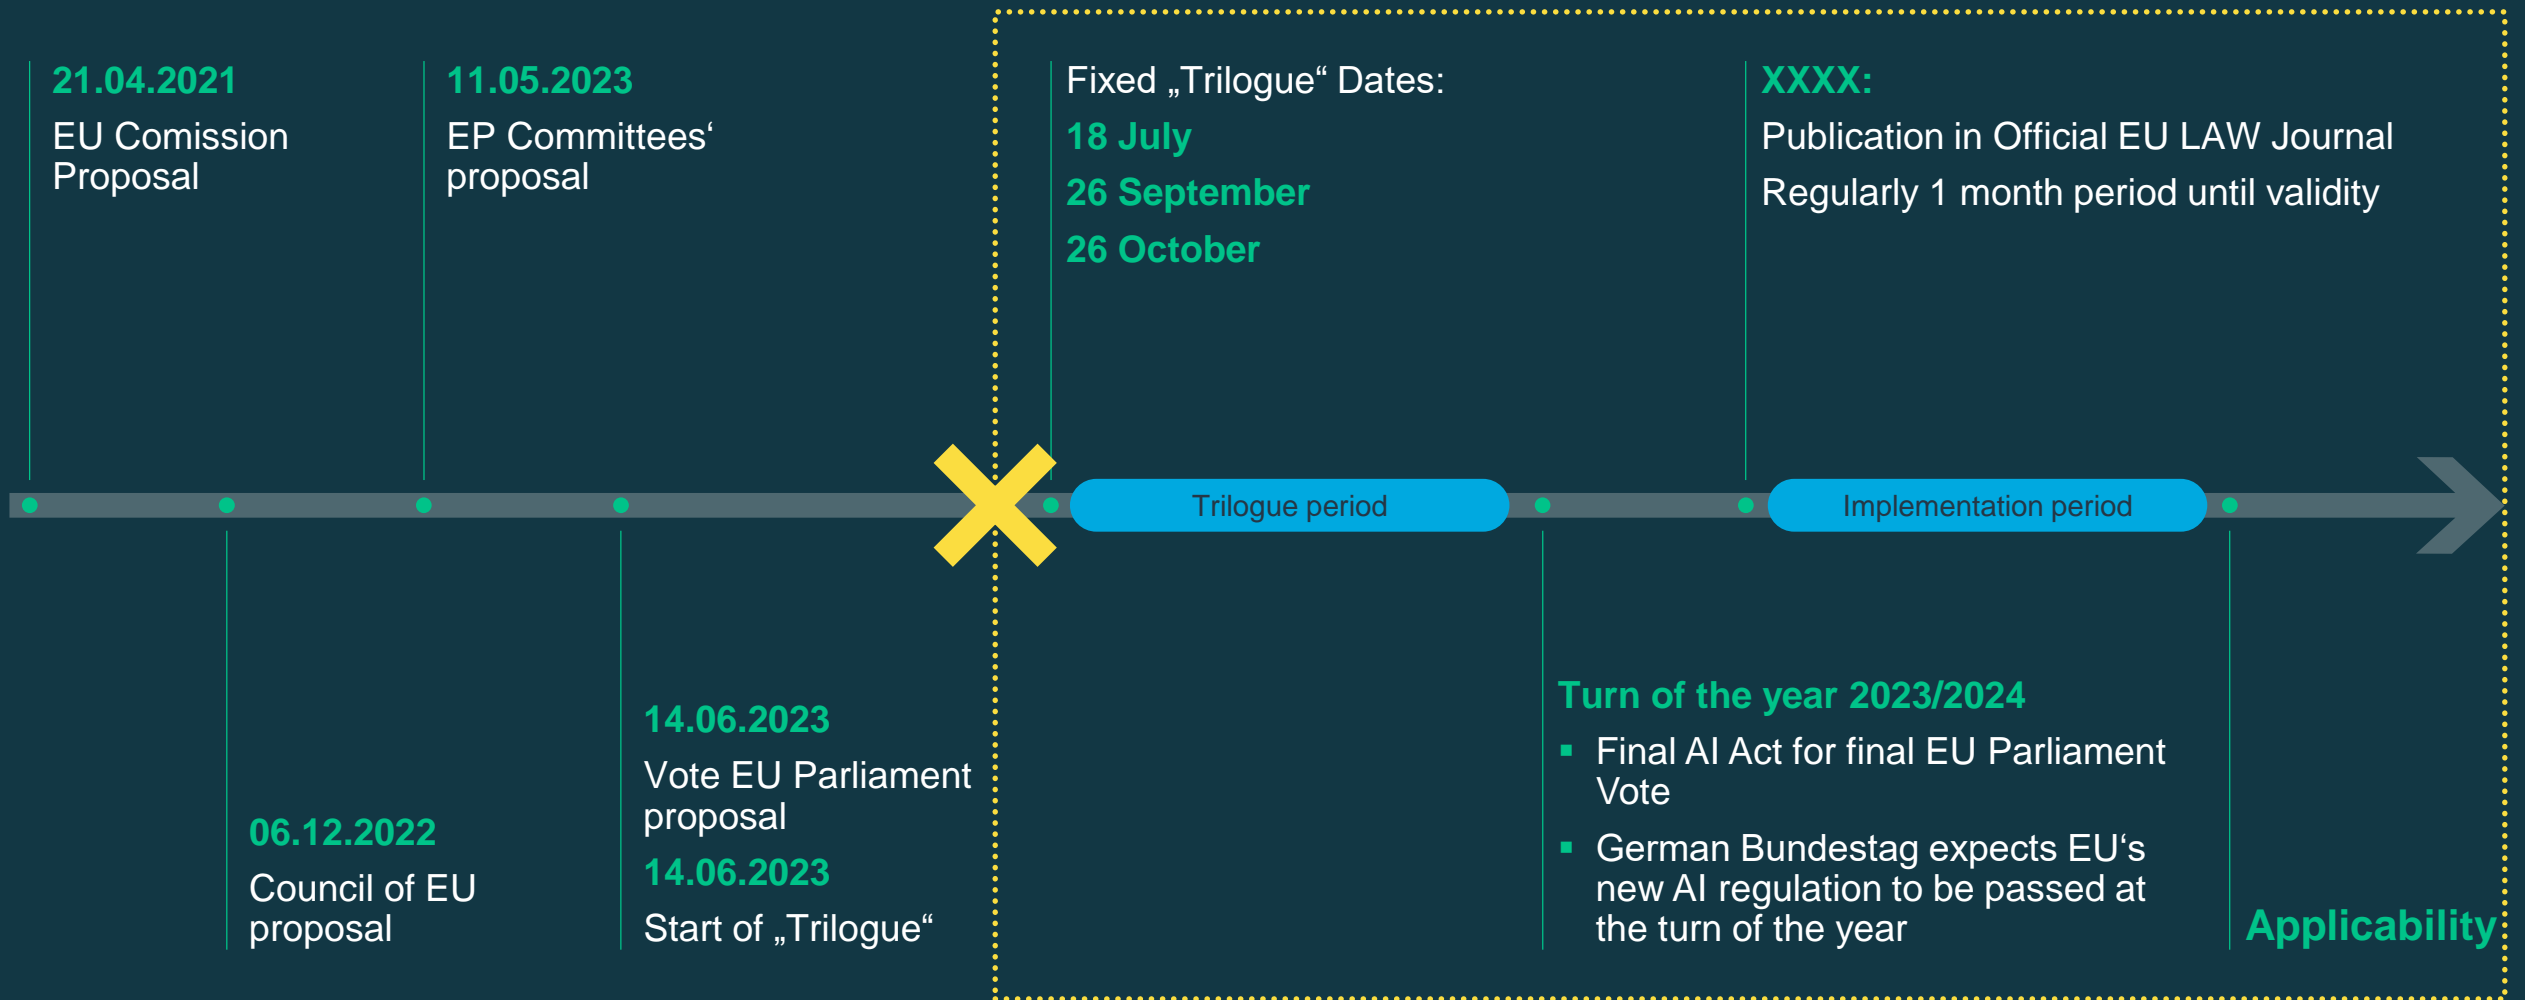 21.04.2021
EU Comission
Proposal
11.05.2023
EP Committees‘
proposal
Fixed „Trilogue“ Dates:
18 July
26 September
26 October
XXXX:
Publication in Official EU LAW Journal
Regularly 1 month period until validity
Trilogue period
Implementation period
06.12.2022
Council of EU
proposal
14.06.2023
Vote EU Parliament
proposal
14.06.2023
Start of „Trilogue“
Turn of the year 2023/2024
▪ Final AI Act for final EU Parliament
Vote
▪ German Bundestag expects EU‘s
new AI regulation to be passed at
the turn of the year
Applicability